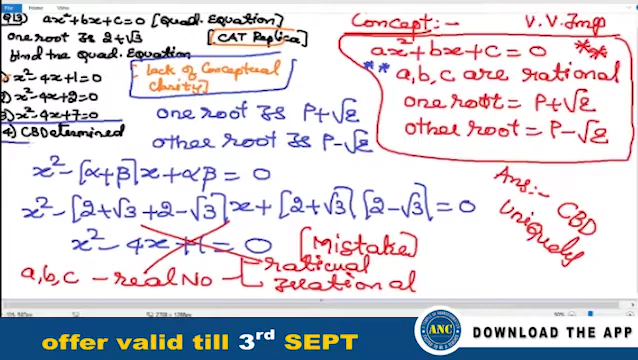 Q13) ax²+bx+c=0 [Quad. Equation]
one root is 2+√3 [CAT Replica]
find the Quad. Equation
1) x²-4x+1=0
2) x²-4x+2=0
3) x²-4x+7=0
4) CBDetermined
[lack of Conceptual
clarity]
one root is P+√ε
other root is P-√ε
x²-[α+β]x+αβ=0
x²-[2+√3+2-√3]x+[2+√3][2-√3]=0
x²-4x+1=0 [Mistake]
a,b,c - real No
rational
irrational
Concept:- V.V.Imp
ax²+bx+c=0 **
** a,b,c are rational
one root = P+√ε
other root = P-√ε
Ans:- CBD
Uniquely
offer valid till 3rd SEPT
ANC
DOWNLOAD THE APP